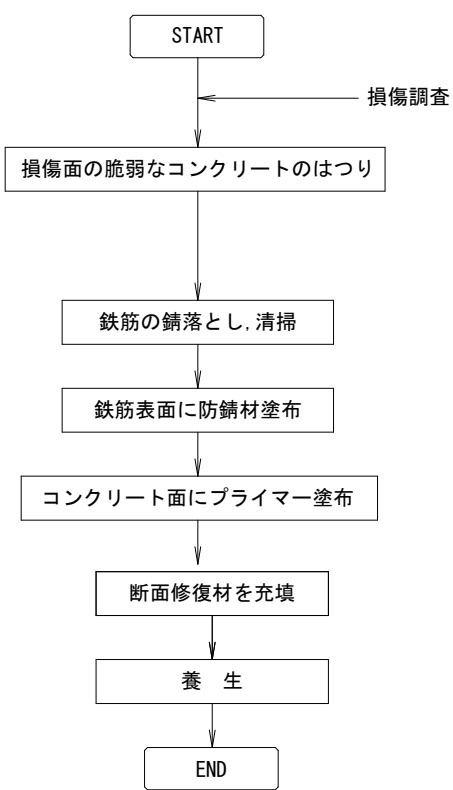 START
損傷調査
損傷面の脆弱なコンクリートのはつり
鉄筋の錆落とし,清掃
鉄筋表面に防錆材塗布
コンクリート面にプライマー塗布
断面修復材を充填
養　生
END